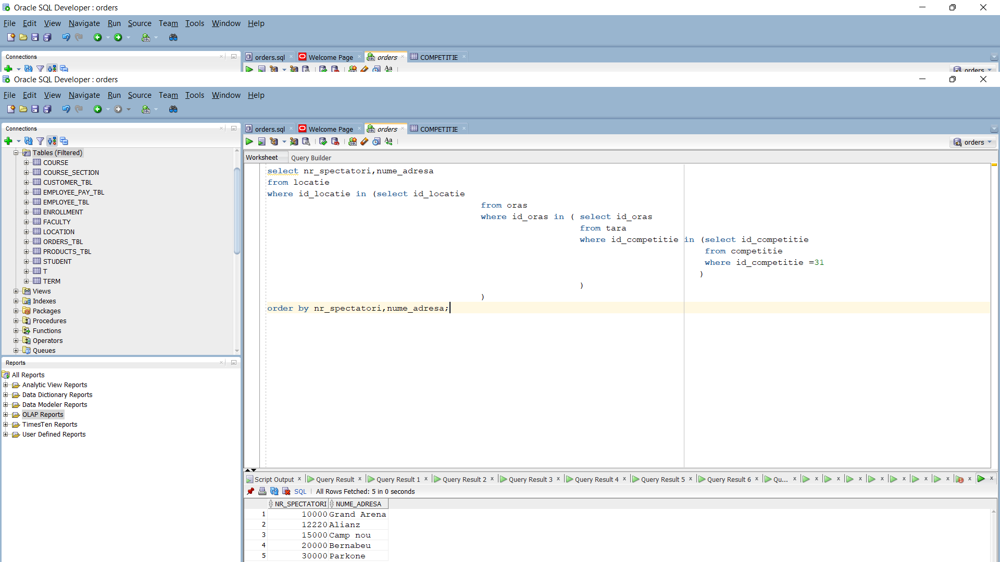 Oracle SQL Developer : orders
File Edit View Navigate Run Source Team Tools Window Help
Connections
orders.sql Welcome Page orders COMPETITIE
orders
Oracle SQL Developer : orders
File Edit View Navigate Run Source Team Tools Window Help
Connections
orders.sql Welcome Page orders COMPETITIE
orders
Tables (Filtered)
COURSE
COURSE_SECTION
CUSTOMER_TBL
EMPLOYEE_PAY_TBL
EMPLOYEE_TBL
ENROLLMENT
FACULTY
LOCATION
ORDERS_TBL
PRODUCTS_TBL
STUDENT
T
TERM
Views
Indexes
Packages
Procedures
Functions
Operators
Queues
Reports
All Reports
Analytic View Reports
Data Dictionary Reports
Data Modeler Reports
OLAP Reports
TimesTen Reports
User Defined Reports
Worksheet Query Builder
select nr_spectatori,nume_adresa
from locatie
where id_locatie in (select id_locatie
from oras
where id_oras in ( select id_oras
from tara
where id_competitie in (select id_competitie
from competitie
where id_competitie =31
)
)
)
order by nr_spectatori,nume_adresa;
Script Output Query Result Query Result 1 Query Result 2 Query Result 3 Query Result 4 Query Result 5 Query Result 6 Qu...
SQL All Rows Fetched: 5 in 0 seconds
NR_SPECTATORI NUME_ADRESA
1 10000 Grand Arena
2 12220 Alianz
3 15000 Camp nou
4 20000 Bernabeu
5 30000 Parkone